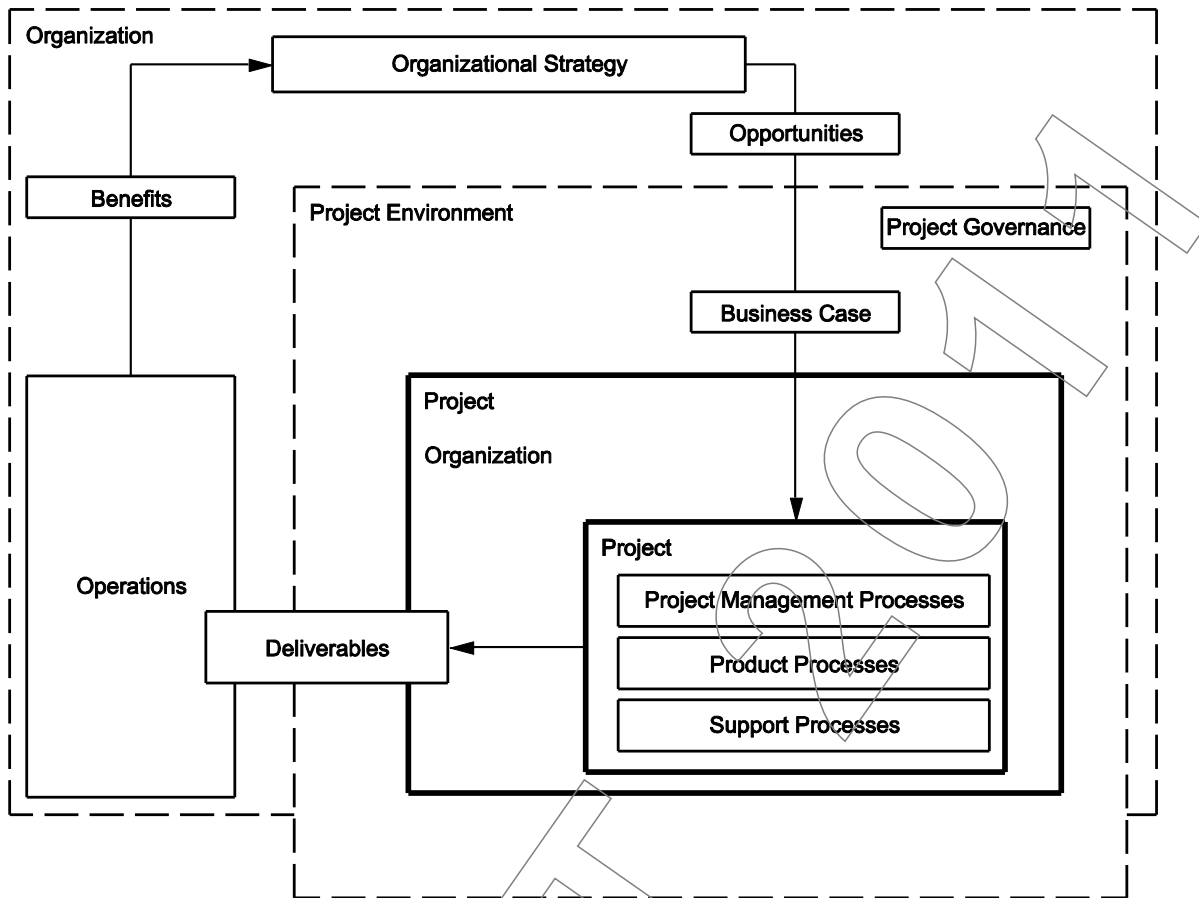 Organization
Organizational Strategy
Opportunities
Benefits
Project Environment
Project Governance
Business Case
Project
Organization
Project
Operations
Project Management Processes
Deliverables
Product Processes
Support Processes
T 2011